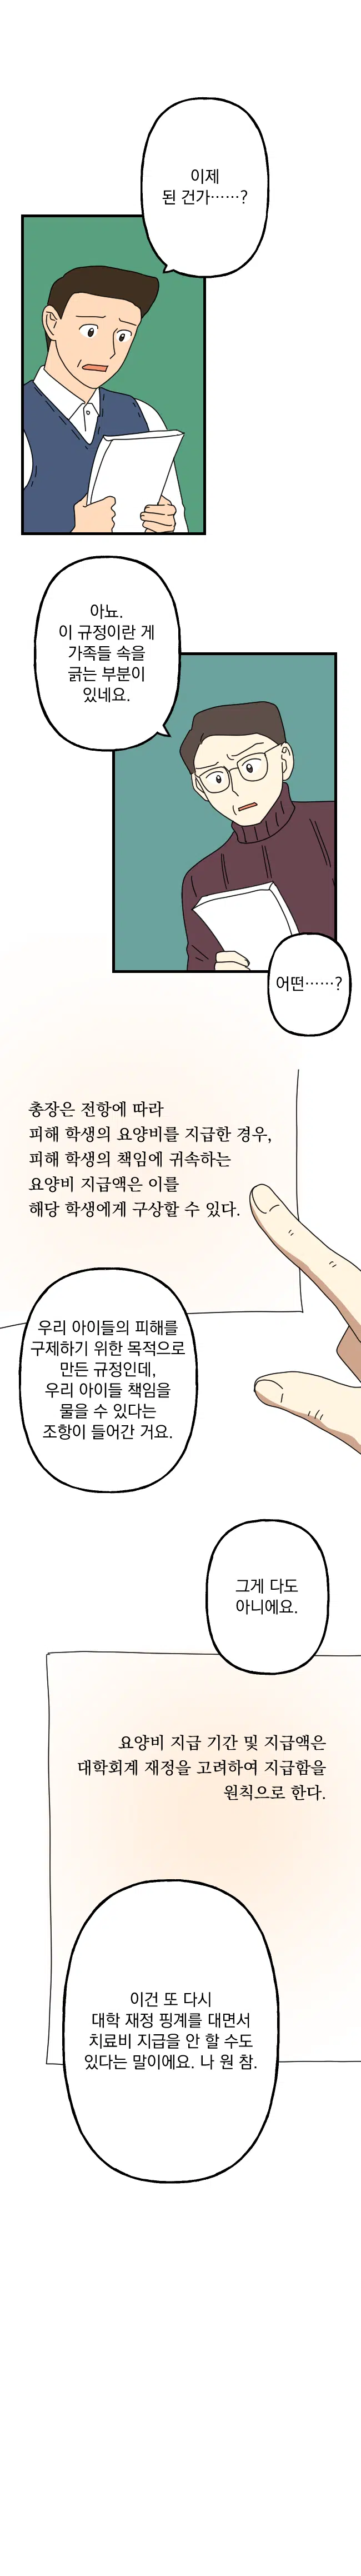 이제
된 건가……?
아뇨.
이 규정이란 게
가족들 속을
긁는 부분이
있네요.
어떤……?
총장은 전항에 따라
피해 학생의 요양비를 지급한 경우,
피해 학생의 책임에 귀속하는
요양비 지급액은 이를
해당 학생에게 구상할 수 있다.
우리 아이들의 피해를
구제하기 위한 목적으로
만든 규정인데,
우리 아이들 책임을
물을 수 있다는
조항이 들어간 거요.
그게 다도
아니에요.
요양비 지급 기간 및 지급액은
대학회계 재정을 고려하여 지급함을
원칙으로 한다.
이건 또 다시
대학 재정 핑계를 대면서
치료비 지급을 안 할 수도
있다는 말이에요. 나 원 참.